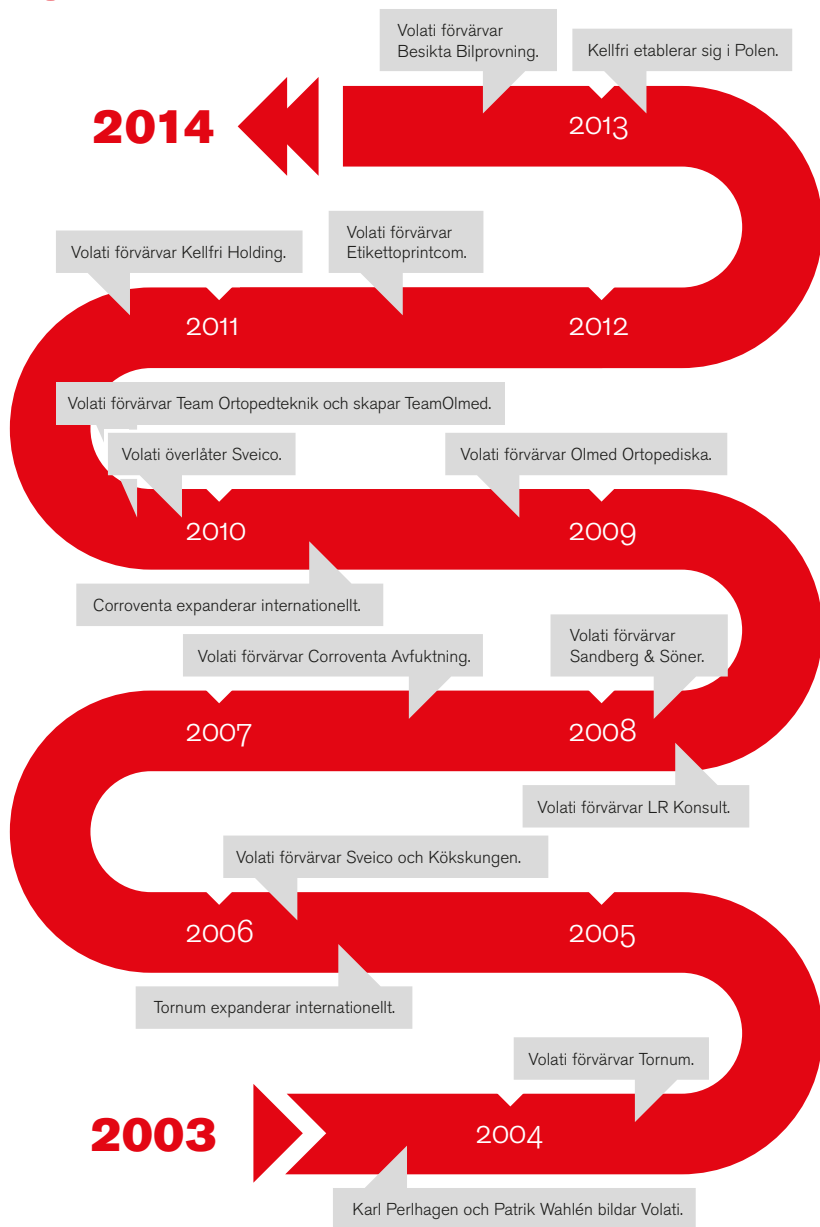 Volati förvärvar
Besikta Bilprovning.
Kellfri etablerar sig i Polen.
2014
2013
Volati förvärvar Kellfri Holding.
Volati förvärvar
Etikettoprintcom.
2011
2012
Volati förvärvar Team Ortopedteknik och skapar TeamOlmed.
Volati överlåter Sveico.
Volati förvärvar Olmed Ortopediska.
2010
2009
Corroventa expanderar internationellt.
Volati förvärvar Corroventa Avfuktning.
Volati förvärvar
Sandberg & Söner.
2007
2008
Volati förvärvar LR Konsult.
Volati förvärvar Sveico och Kökskungen.
2006
2005
Tornum expanderar internationellt.
Volati förvärvar Tornum.
2003
2004
Karl Perlhagen och Patrik Wahlén bildar Volati.